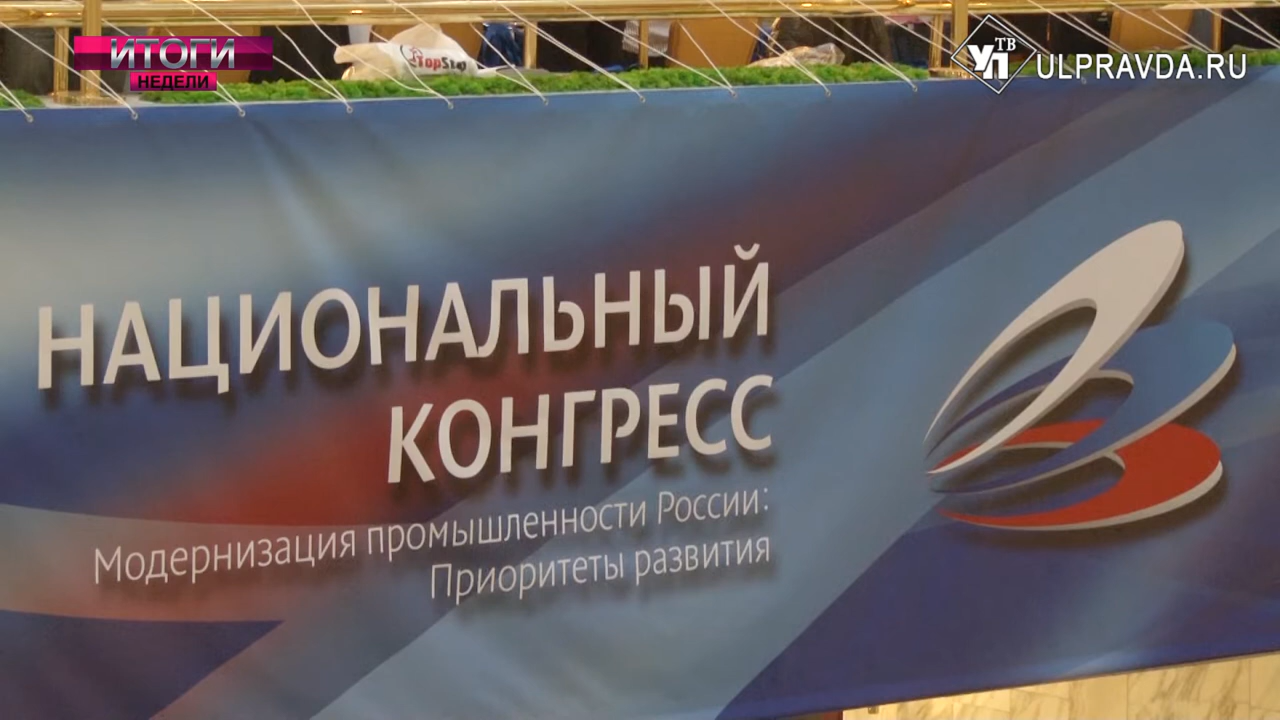 ИТОГИ
НЕДЕЛИ
TopStep
УП ТВ
ULPRAVDA.RU
НАЦИОНАЛЬНЫЙ
КОНГРЕСС
Модернизация промышленности России:
Приоритеты развития